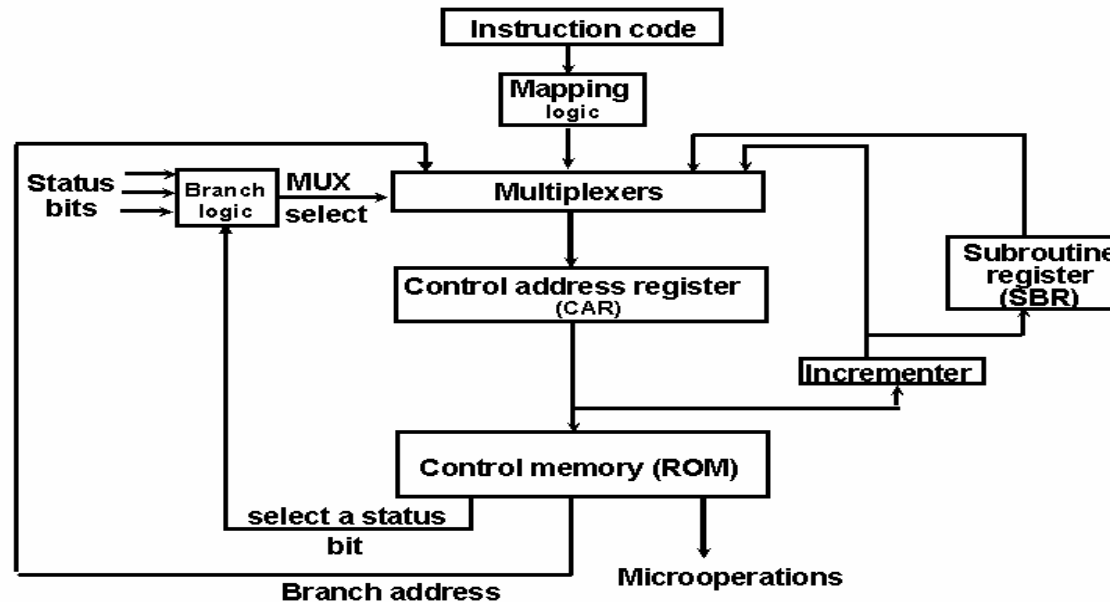 Instruction code
Mapping
logic
Status
bits
Branch
logic
MUX
select
Multiplexers
Control address register
(CAR)
Subroutine
register
(SBR)
Incrementer
Control memory (ROM)
select a status
bit
Microoperations
Branch address